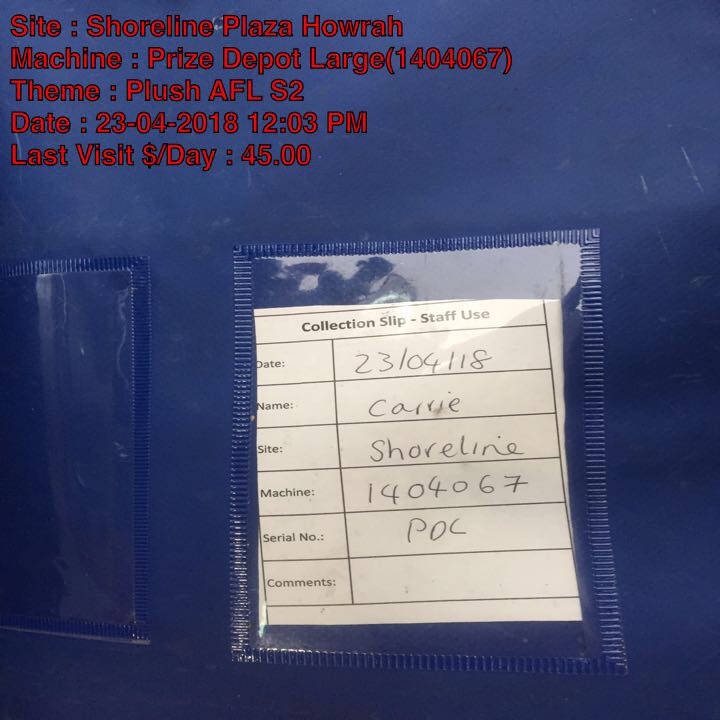 Site : Shoreline Plaza Howrah
Machine : Prize Depot Large(1404067)
Theme : Plush AFL S2
Date : 23-04-2018 12:03 PM
Last Visit $/Day : 45.00
Collection Slip - Staff Use
Date: 23/04/18
Name: Carrie
Site: Shoreline
Machine: 1404067
Serial No.: POC
Comments: